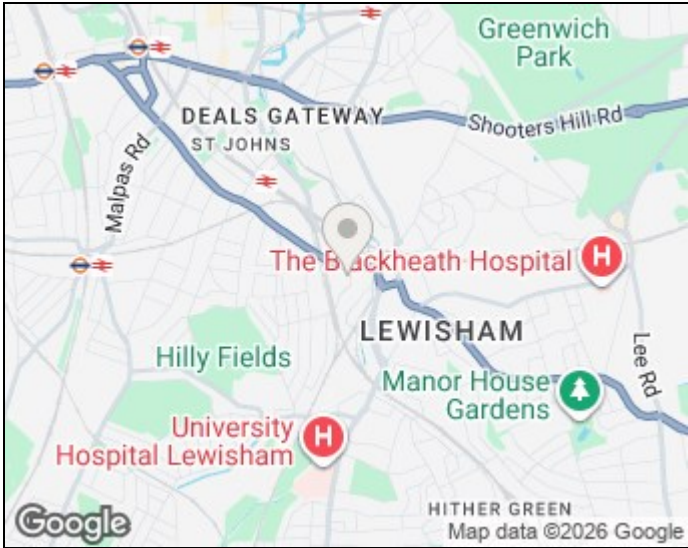 Greenwich
Park
DEALS GATEWAY
Shooters Hill Rd
ST JOHNS
Malpas Rd
The Blackheath Hospital
H
LEWISHAM
Hilly Fields
Lee Rd
Manor House
Gardens
University
Hospital Lewisham
H
HITHER GREEN
Google
Map data ©2026 Google